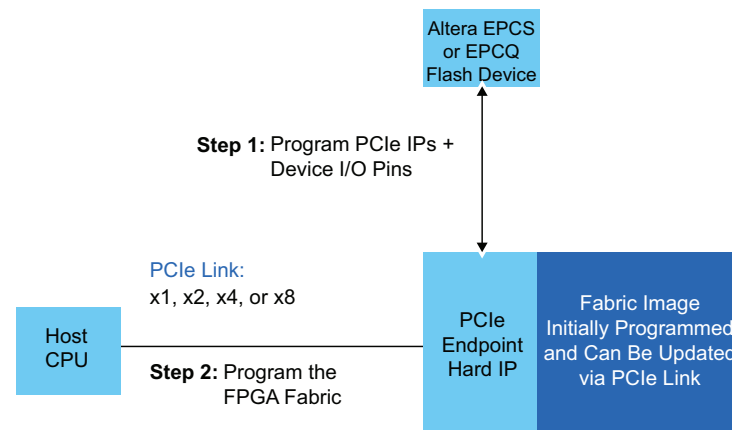 Altera EPCS
or EPCQ
Flash Device
Step 1: Program PCIe IPs +
Device I/O Pins
PCIe Link:
x1, x2, x4, or x8
Host
CPU
Step 2: Program the
FPGA Fabric
PCIe
Endpoint
Hard IP
Fabric Image
Initially Programmed
and Can Be Updated
via PCIe Link